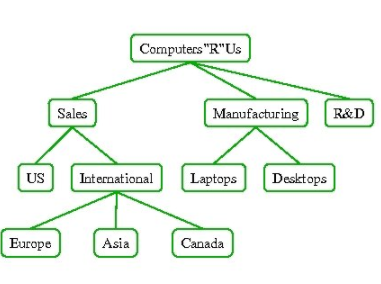 Computers"R"Us
Sales
Manufacturing
R&D
US
International
Laptops
Desktops
Europe
Asia
Canada